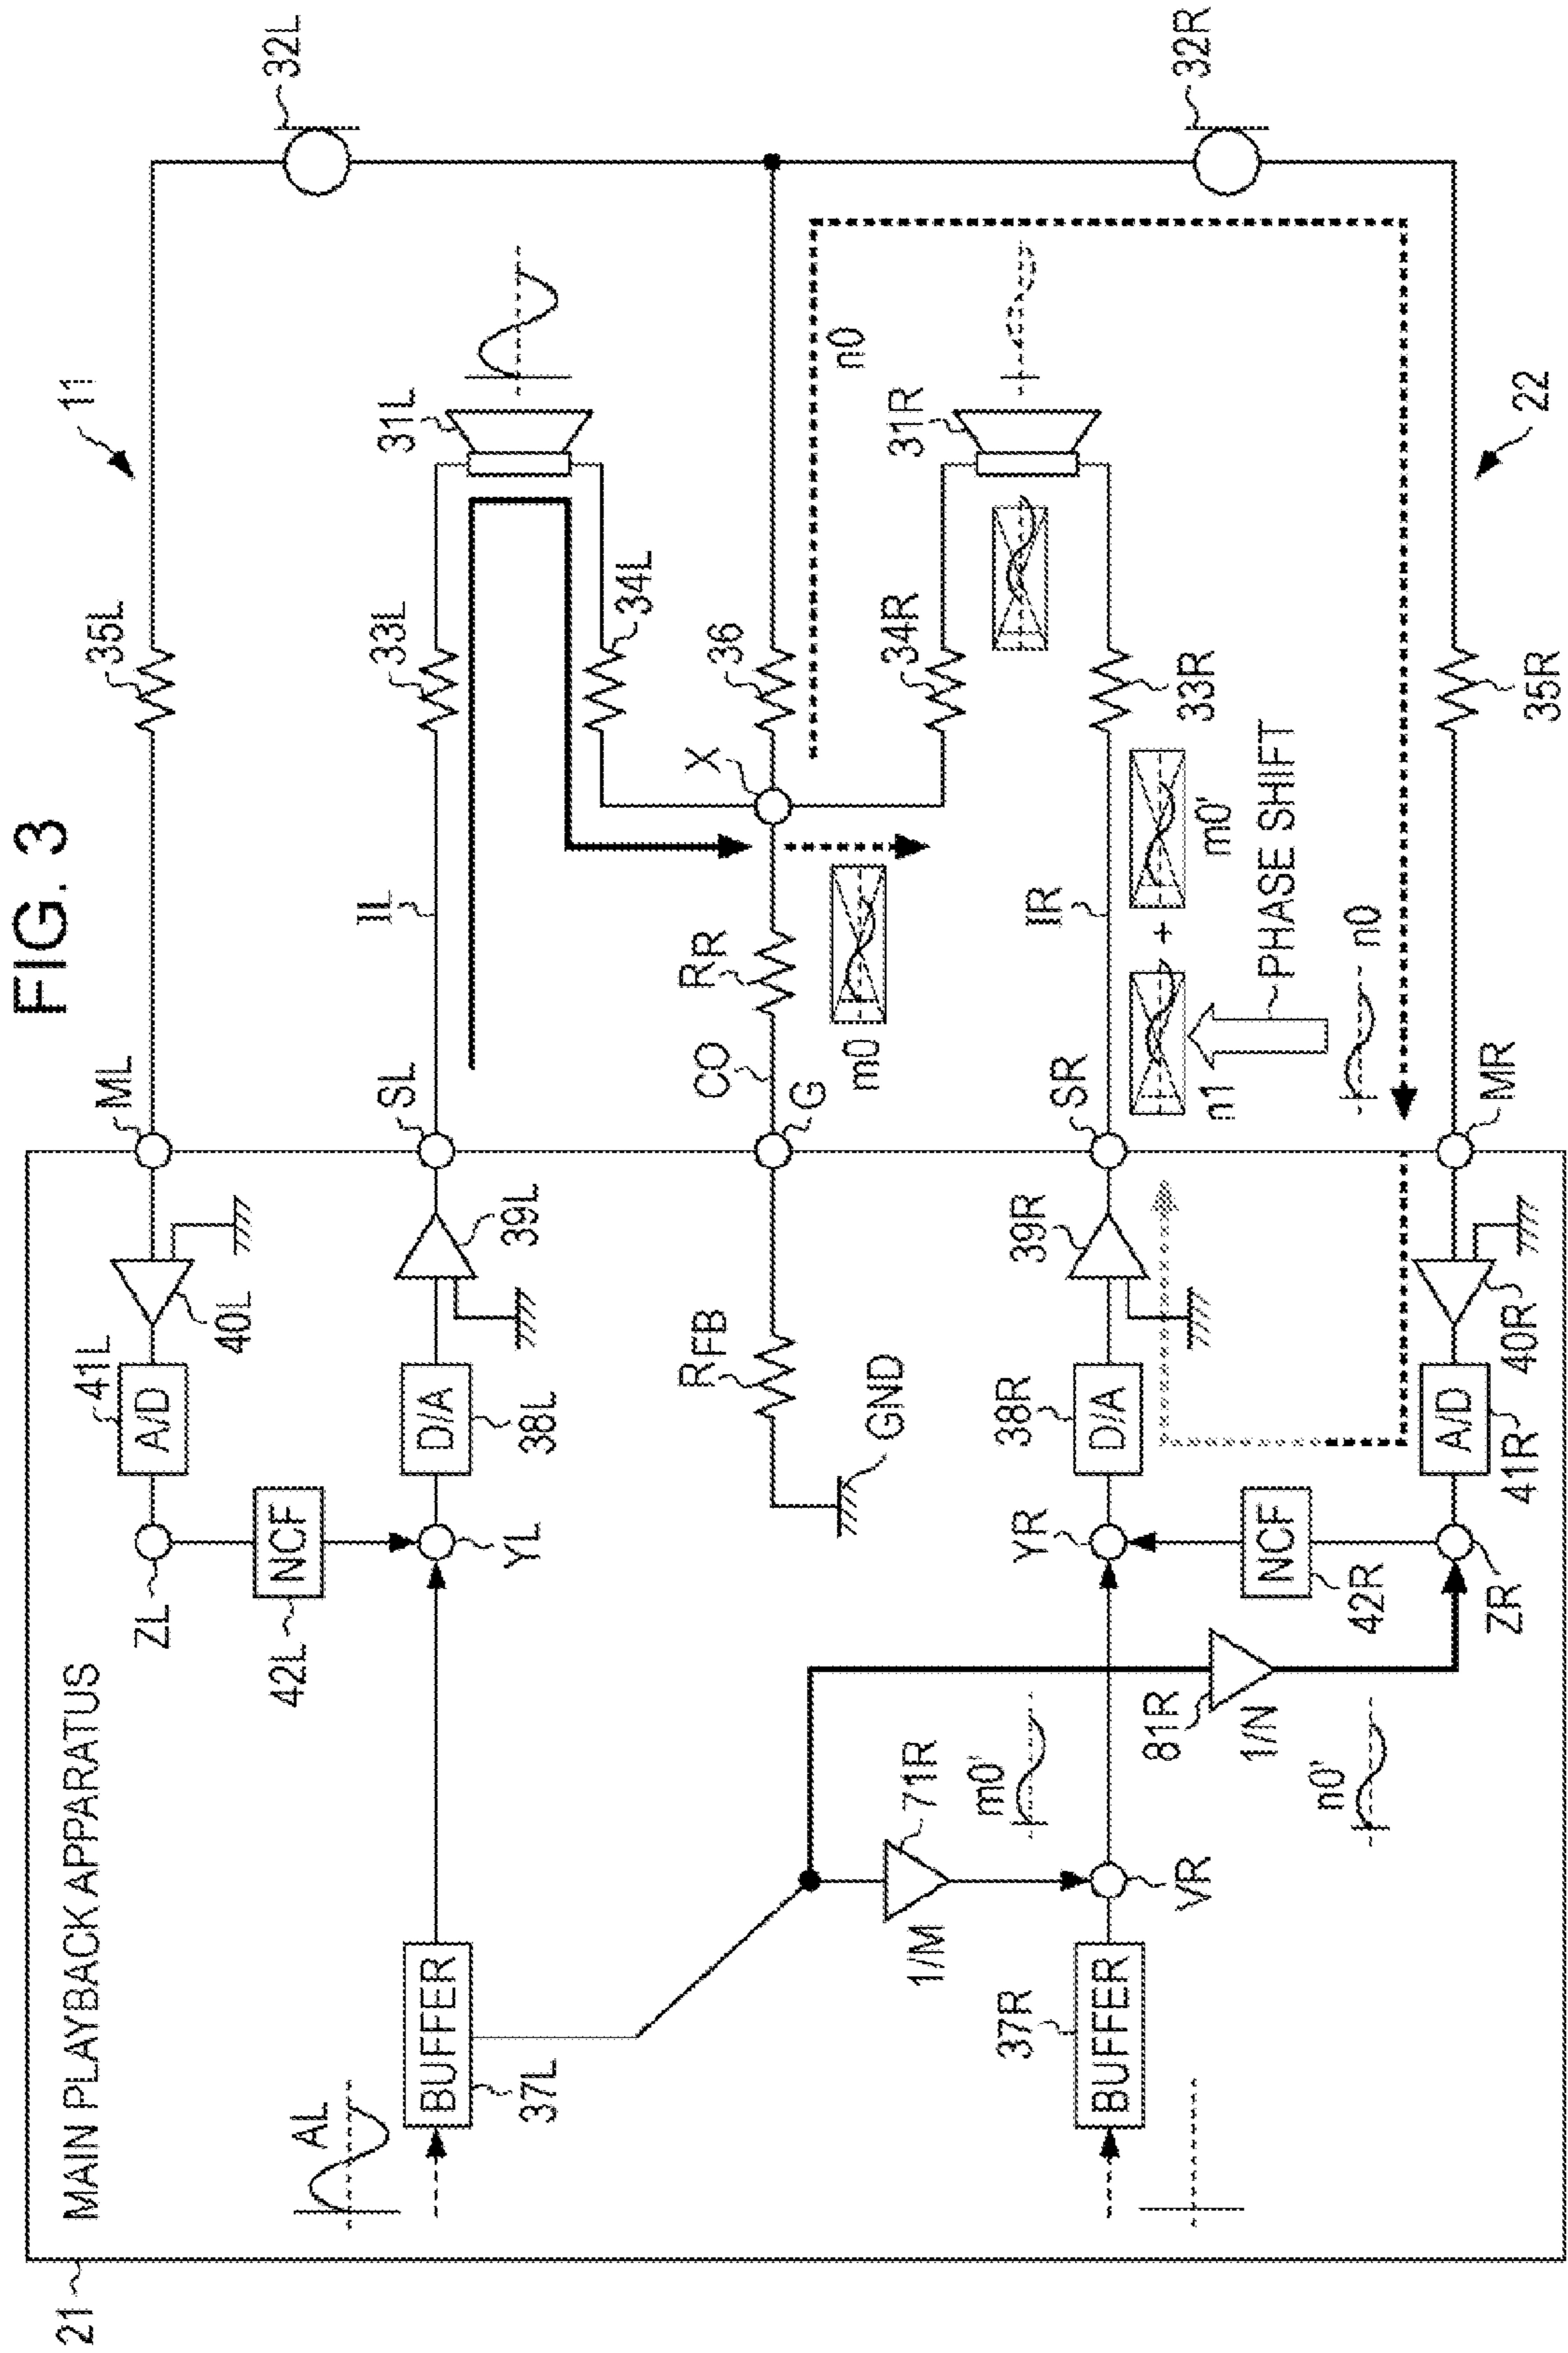 FIG. 3
21
MAIN PLAYBACK APPARATUS
11
22
ML
35L
32L
41L
A/D
40L
ZL
NCF
42L
AL
BUFFER
37L
YL
D/A
38L
39L
SL
IL
33L
31L
34L
RFB
GND
G
CO
RR
X
36
m0
n0
34R
31R
1/M
71R
m0'
37R
BUFFER
VR
YR
38R
D/A
39R
SR
IR
33R
n1
+
m0'
PHASE SHIFT
n0
81R
1/N
n0'
NCF
42R
ZR
A/D
41R
40R
MR
35R
32R